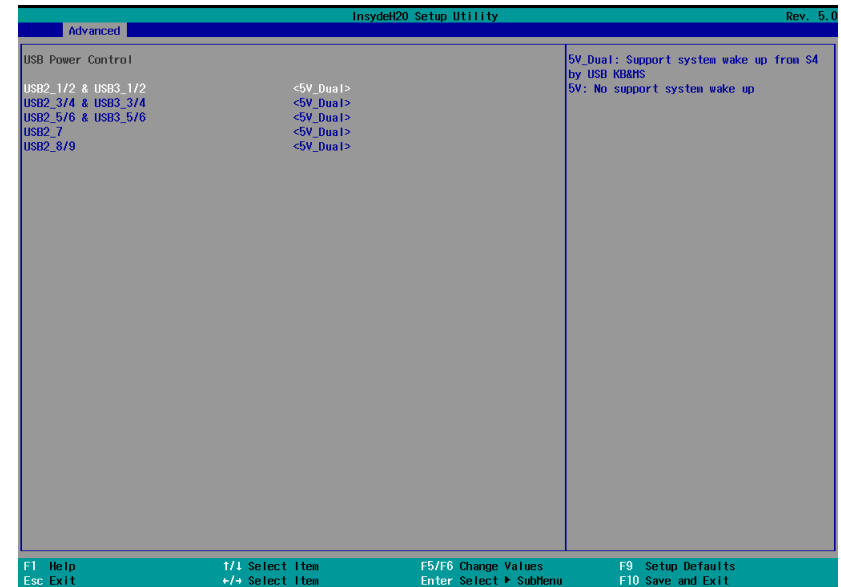 InsydeH20 Setup Utility Rev. 5.0
Advanced
USB Power Control
USB2_1/2 & USB3_1/2 <5V_Dual>
USB2_3/4 & USB3_3/4 <5V_Dual>
USB2_5/6 & USB3_5/6 <5V_Dual>
USB2_7 <5V_Dual>
USB2_8/9 <5V_Dual>
5V_Dual: Support system wake up from S4
by USB KB&MS
5V: No support system wake up
F1 Help ↑/↓ Select Item F5/F6 Change Values F9 Setup Defaults
Esc Exit ←/→ Select Item Enter Select ▶ SubMenu F10 Save and Exit